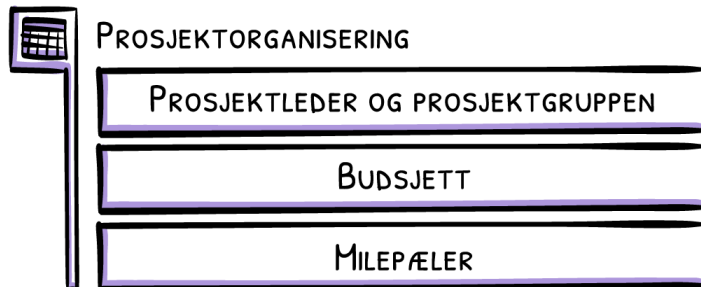 Prosjektorganisering
Prosjektleder og prosjektgruppen
Budsjett
Milepæler